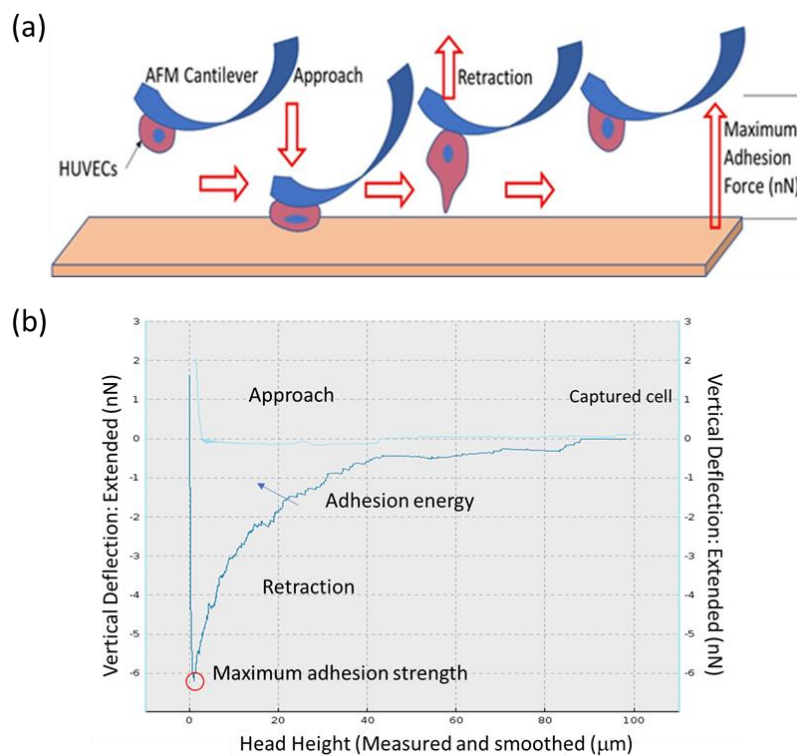 (a)
AFM Cantilever
Approach
Retraction
HUVECs
Maximum
Adhesion
Force (nN)
(b)
Vertical Deflection: Extended (nN)
3
2
1
0
-1
-2
-3
-4
-5
-6
Approach
Captured cell
Adhesion energy
Retraction
Maximum adhesion strength
3
2
1
0
-1
-2
-3
-4
-5
-6
Vertical Deflection: Extended (nN)
0 20 40 60 80 100
Head Height (Measured and smoothed (µm)